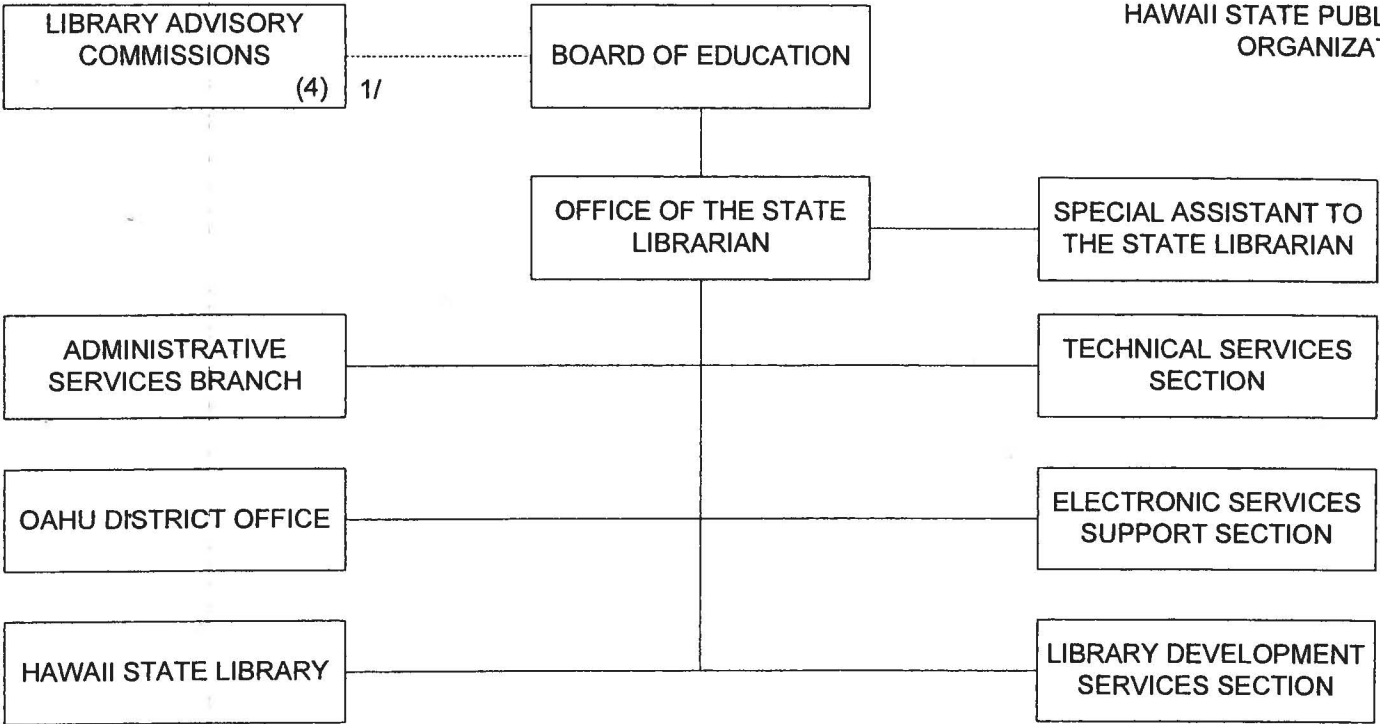 HAWAII STATE
ORGANIZAT
LIBRARY ADVISORY
COMMISSIONS
(4) 1/
BOARD OF EDUCATION
OFFICE OF THE STATE
LIBRARIAN
SPECIAL ASSISTANT TO
THE STATE LIBRARIAN
ADMINISTRATIVE
SERVICES BRANCH
TECHNICAL SERVICES
SECTION
OAHU DISTRICT OFFICE
ELECTRONIC SERVICES
SUPPORT SECTION
HAWAII STATE LIBRARY
LIBRARY DEVELOPMENT
SERVICES SECTION